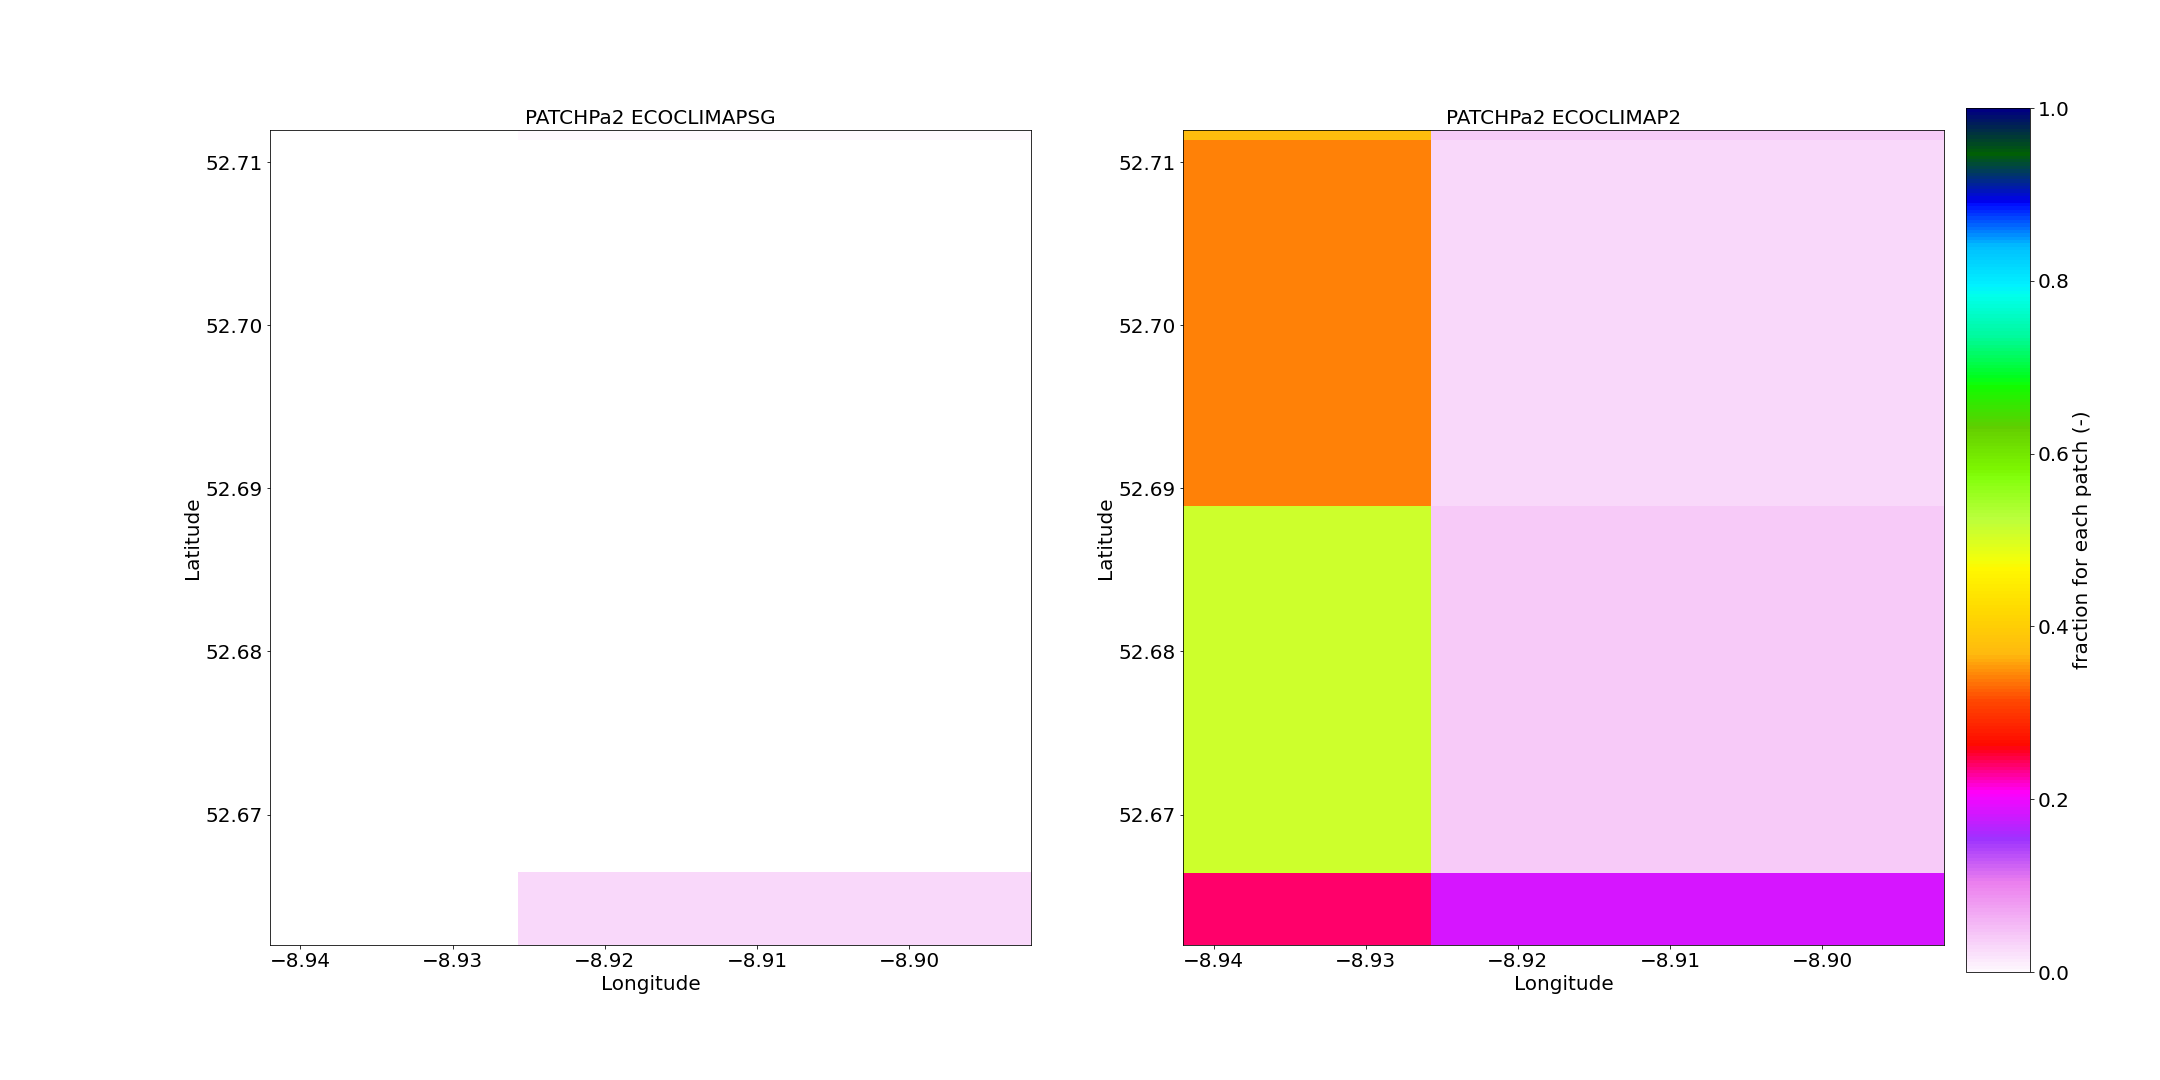 PATCHPa2 ECOCLIMAPSG
52.71
52.70
52.69
52.68
52.67
Latitude
−8.94 −8.93 −8.92 −8.91 −8.90
Longitude
PATCHPa2 ECOCLIMAP2
52.71
52.70
52.69
52.68
52.67
Latitude
−8.94 −8.93 −8.92 −8.91 −8.90
Longitude
1.0
0.8
0.6
0.4
0.2
0.0
fraction for each patch (-)